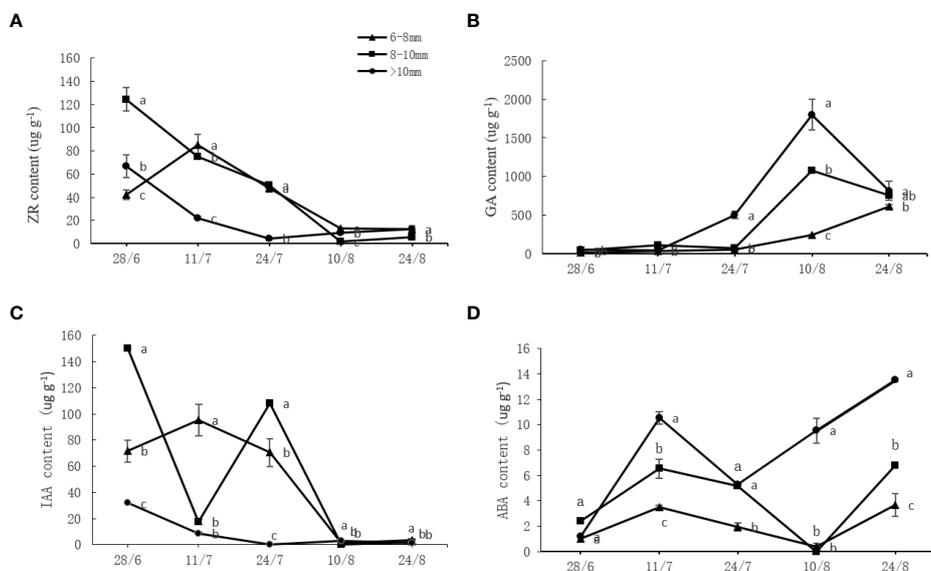 A
6-8mm
8-10mm
>10mm
ZR content (ug g⁻¹)
160
140
120
100
80
60
40
20
0
a
b
c
a
b
c
a
a
b
b
c
a
b
28/6 11/7 24/7 10/8 24/8
B
GA content (ug g⁻¹)
2500
2000
1500
1000
500
0
b
a
b
a
b
c
a
ab
b
28/6 11/7 24/7 10/8 24/8
C
IAA content (ug g⁻¹)
160
140
120
100
80
60
40
20
0
a
b
c
a
b
b
a
b
c
a
b
b
a
bb
28/6 11/7 24/7 10/8 24/8
D
ABA content (ug g⁻¹)
16
14
12
10
8
6
4
2
0
a
a
a
b
c
a
a
b
a
b
b
a
b
c
28/6 11/7 24/7 10/8 24/8